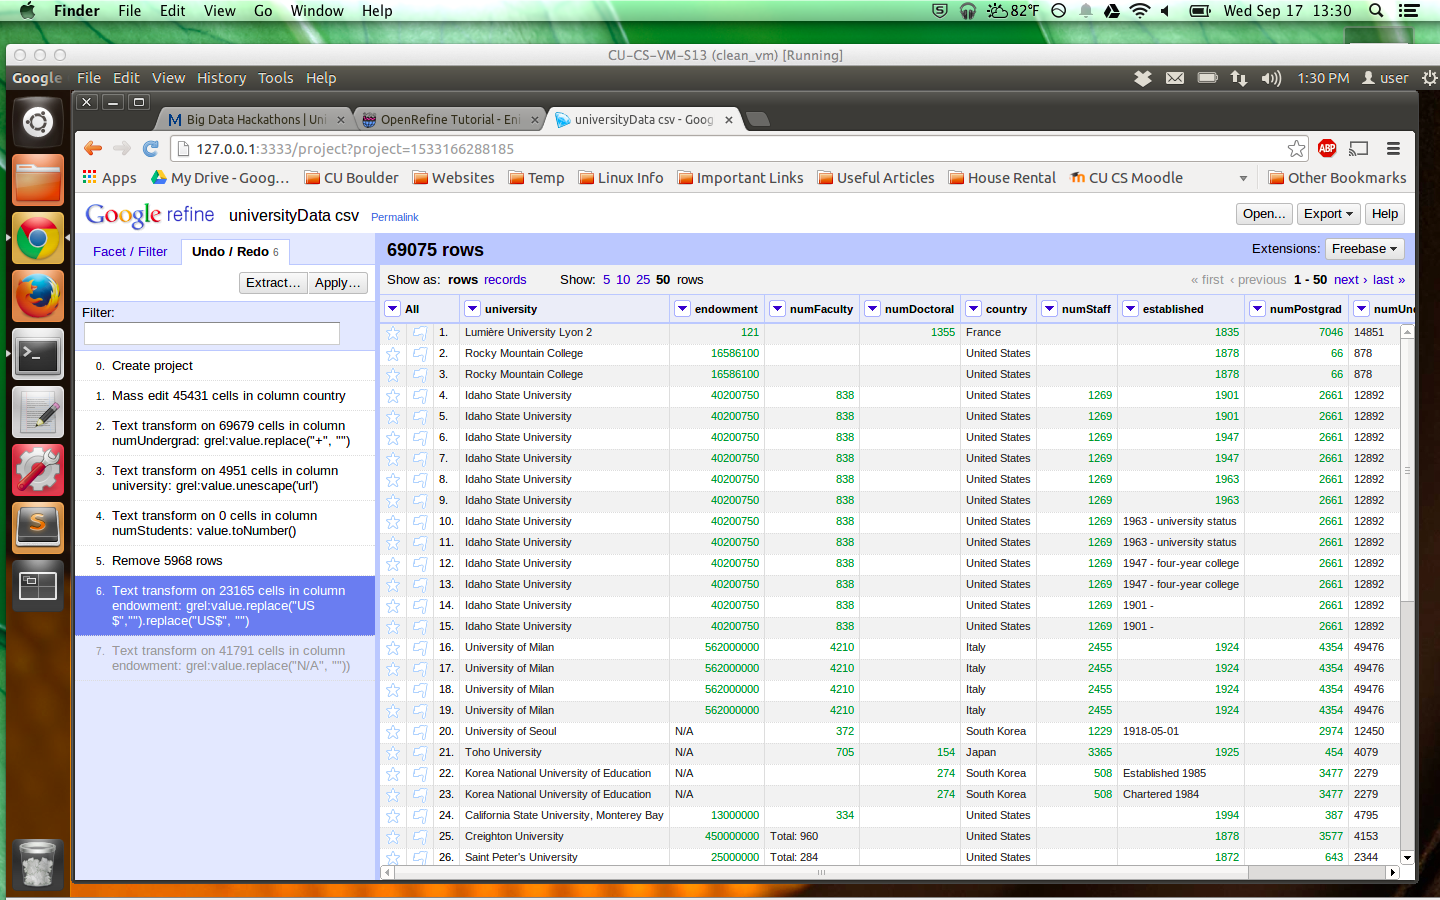 Finder File Edit View Go Window Help 82°F Wed Sep 17 13:30
CU-CS-VM-S13 (clean_vm) [Running]
Google File Edit View History Tools Help 1:30 PM user
Big Data Hackathons | Uni × OpenRefine Tutorial - Eni × universityData csv - Goog ×
127.0.0.1:3333/project?project=1533166288185 ABP
Apps My Drive - Goog... CU Boulder Websites Temp Linux Info Important Links Useful Articles House Rental CU CS Moodle Other Bookmarks
Google refine universityData csv Permalink Open... Export Help
Facet / Filter Undo / Redo 6 69075 rows Extensions: Freebase
Extract... Apply... Show as: rows records Show: 5 10 25 50 rows « first ‹ previous 1 - 50 next › last »
Filter:
0. Create project
1. Mass edit 45431 cells in column country
2. Text transform on 69679 cells in column
numUndergrad: grel:value.replace("+", "")
3. Text transform on 4951 cells in column
university: grel:value.unescape('url')
4. Text transform on 0 cells in column
numStudents: value.toNumber()
5. Remove 5968 rows
6. Text transform on 23165 cells in column
endowment: grel:value.replace("US
$","").replace("US$", "")
7. Text transform on 41791 cells in column
endowment: grel:value.replace("N/A", ""))
All university endowment numFaculty numDoctoral country numStaff established numPostgrad numUnd
1. Lumière University Lyon 2 121 1355 France 1835 7046 14851
2. Rocky Mountain College 16586100 United States 1878 66 878
3. Rocky Mountain College 16586100 United States 1878 66 878
4. Idaho State University 40200750 838 United States 1269 1901 2661 12892
5. Idaho State University 40200750 838 United States 1269 1901 2661 12892
6. Idaho State University 40200750 838 United States 1269 1947 2661 12892
7. Idaho State University 40200750 838 United States 1269 1947 2661 12892
8. Idaho State University 40200750 838 United States 1269 1963 2661 12892
9. Idaho State University 40200750 838 United States 1269 1963 2661 12892
10. Idaho State University 40200750 838 United States 1269 1963 - university status 2661 12892
11. Idaho State University 40200750 838 United States 1269 1963 - university status 2661 12892
12. Idaho State University 40200750 838 United States 1269 1947 - four-year college 2661 12892
13. Idaho State University 40200750 838 United States 1269 1947 - four-year college 2661 12892
14. Idaho State University 40200750 838 United States 1269 1901 - 2661 12892
15. Idaho State University 40200750 838 United States 1269 1901 - 2661 12892
16. University of Milan 562000000 4210 Italy 2455 1924 4354 49476
17. University of Milan 562000000 4210 Italy 2455 1924 4354 49476
18. University of Milan 562000000 4210 Italy 2455 1924 4354 49476
19. University of Milan 562000000 4210 Italy 2455 1924 4354 49476
20. University of Seoul N/A 372 South Korea 1229 1918-05-01 2974 12450
21. Toho University N/A 705 154 Japan 3365 1925 454 4079
22. Korea National University of Education N/A 274 South Korea 508 Established 1985 3477 2279
23. Korea National University of Education N/A 274 South Korea 508 Chartered 1984 3477 2279
24. California State University, Monterey Bay 13000000 334 United States 1994 387 4795
25. Creighton University 450000000 Total: 960 United States 1878 3577 4153
26. Saint Peter's University 25000000 Total: 284 United States 1872 643 2344